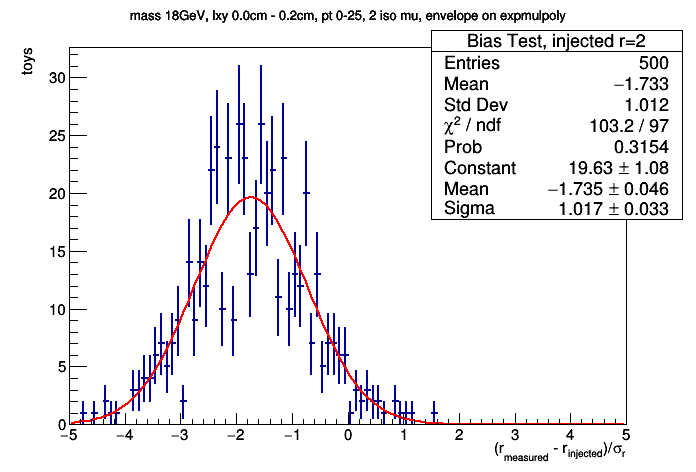 mass 18GeV, lxy 0.0cm - 0.2cm, pt 0-25, 2 iso mu, envelope on expmulpoly
Bias Test, injected r=2
Entries 500
Mean −1.733
Std Dev 1.012
χ² / ndf 103.2 / 97
Prob 0.3154
Constant 19.63 ± 1.08
Mean −1.735 ± 0.046
Sigma 1.017 ± 0.033
toys
30
25
20
15
10
5
0
−5 −4 −3 −2 −1 0 1 2 3 4 5
(r_measured - r_injected)/σ_r